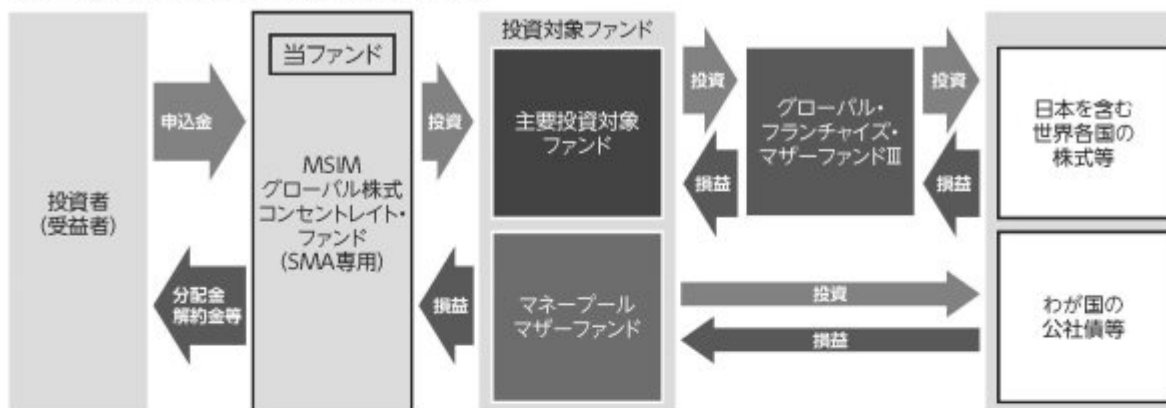 投資者
(受益者)
申込金
分配金
解約金等
当ファンド
MSIM
グローバル株式
コンセントレイト・
ファンド
(SMA専用)
投資
損益
投資対象ファンド
主要投資対象
ファンド
マネープール
マザーファンド
投資
損益
グローバル・
フランチャイズ・
マザーファンドⅢ
投資
損益
日本を含む
世界各国の
株式等
投資
損益
わが国の
公社債等